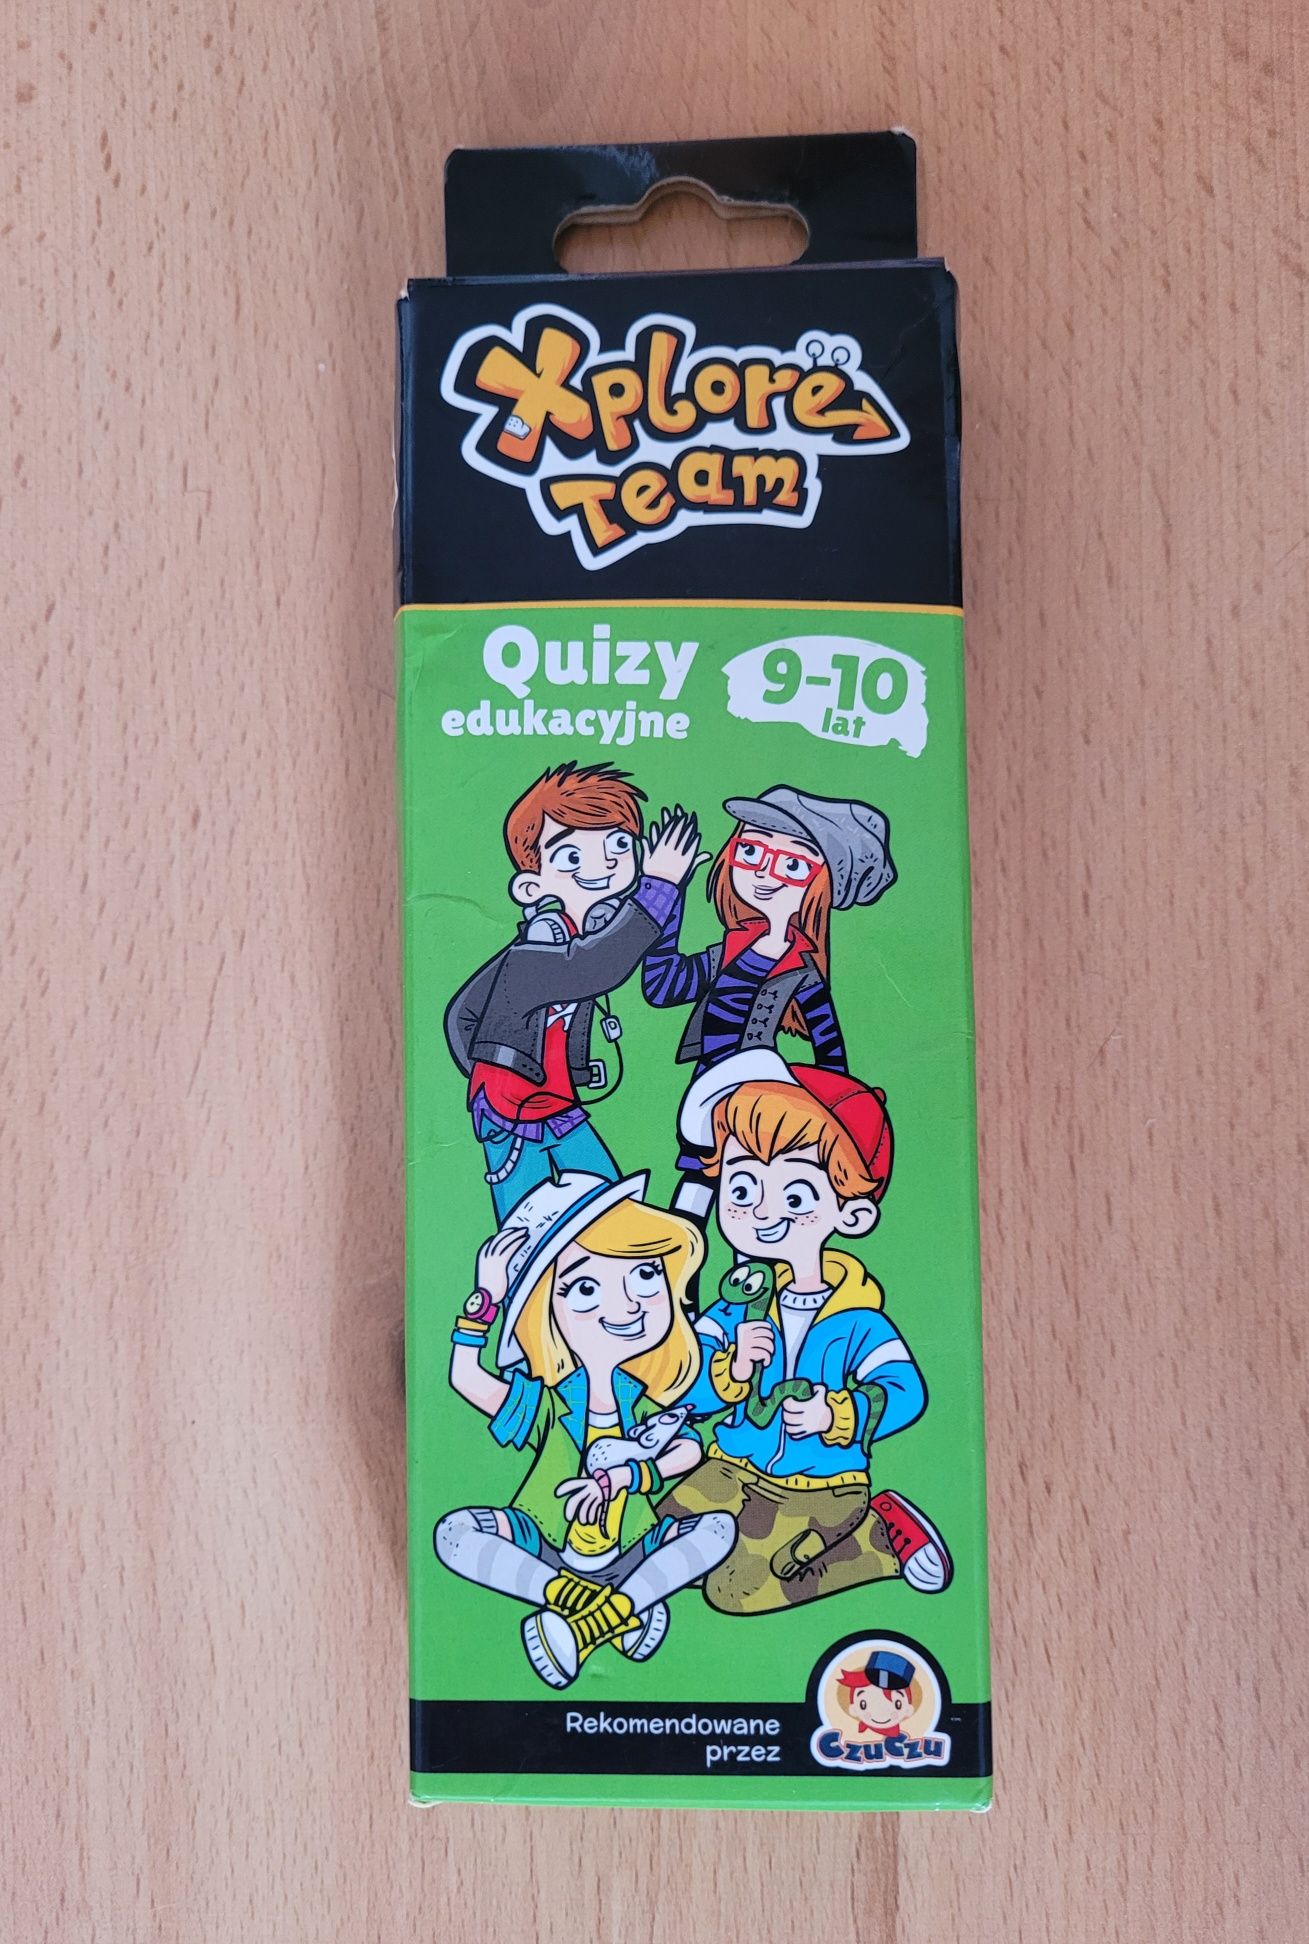 Xplore
Team
Quizy
edukacyjne
9-10
lat
Rekomendowane
przez
CzuCzu